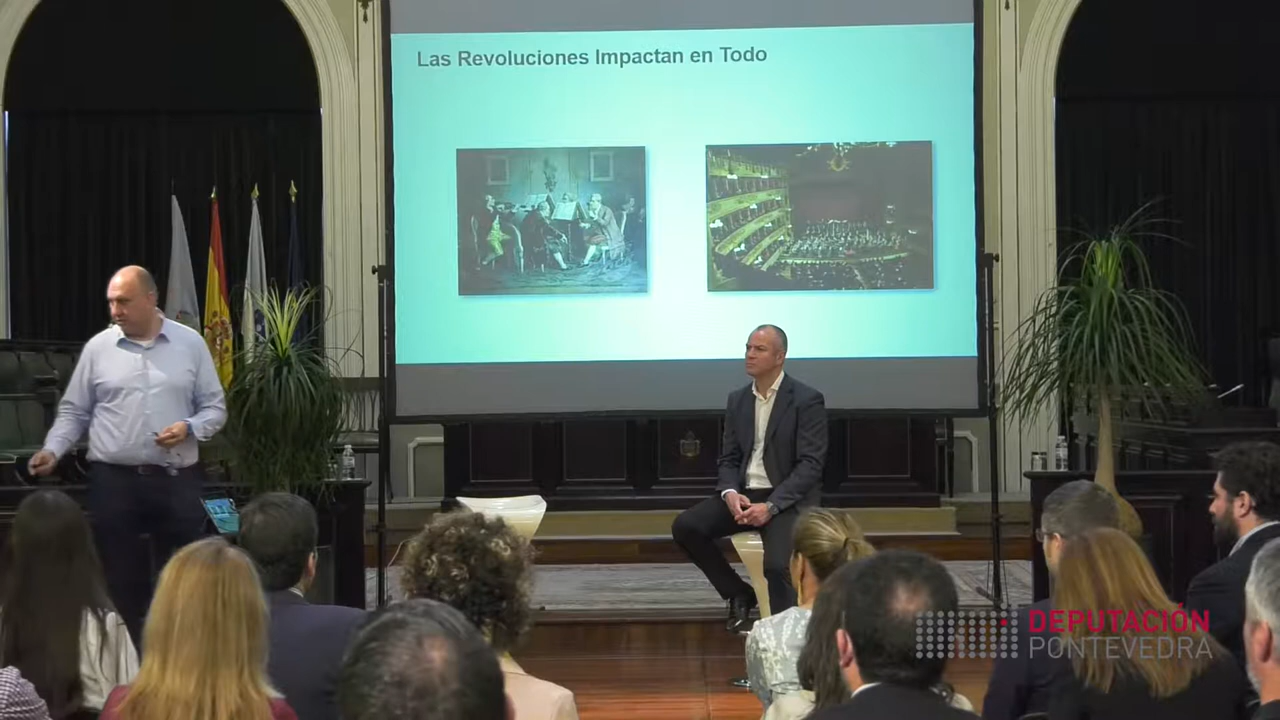 Las Revoluciones Impactan en Todo
DEPUTACIÓN
PONTEVEDRA